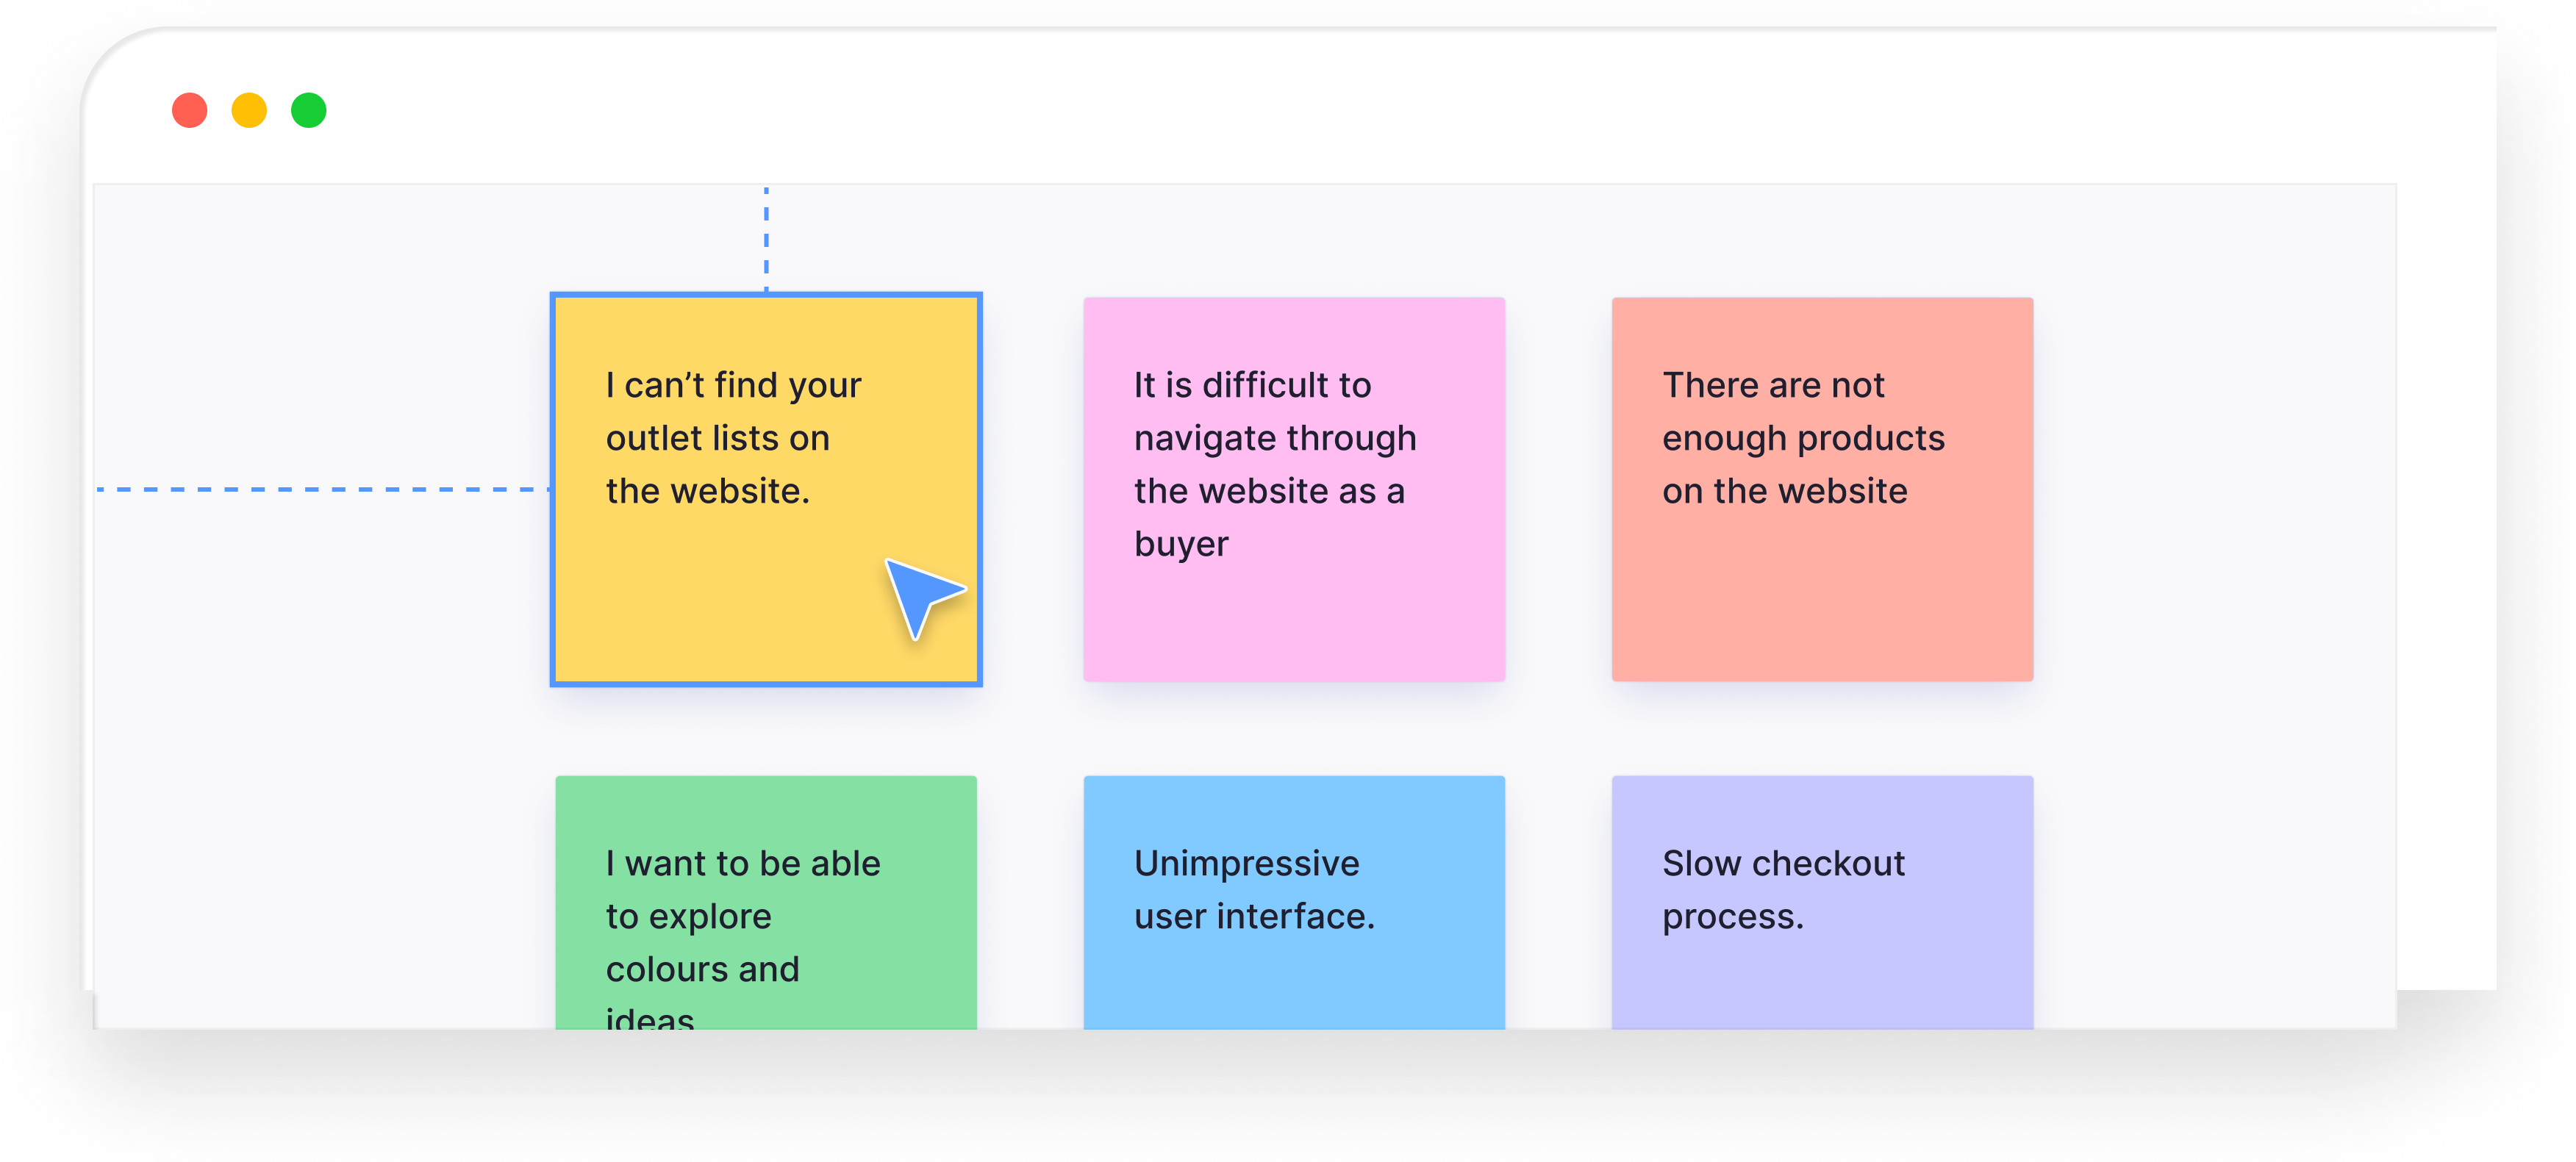 I can’t find your
outlet lists on
the website.
It is difficult to
navigate through
the website as a
buyer
There are not
enough products
on the website
I want to be able
to explore
colours and
ideas
Unimpressive
user interface.
Slow checkout
process.